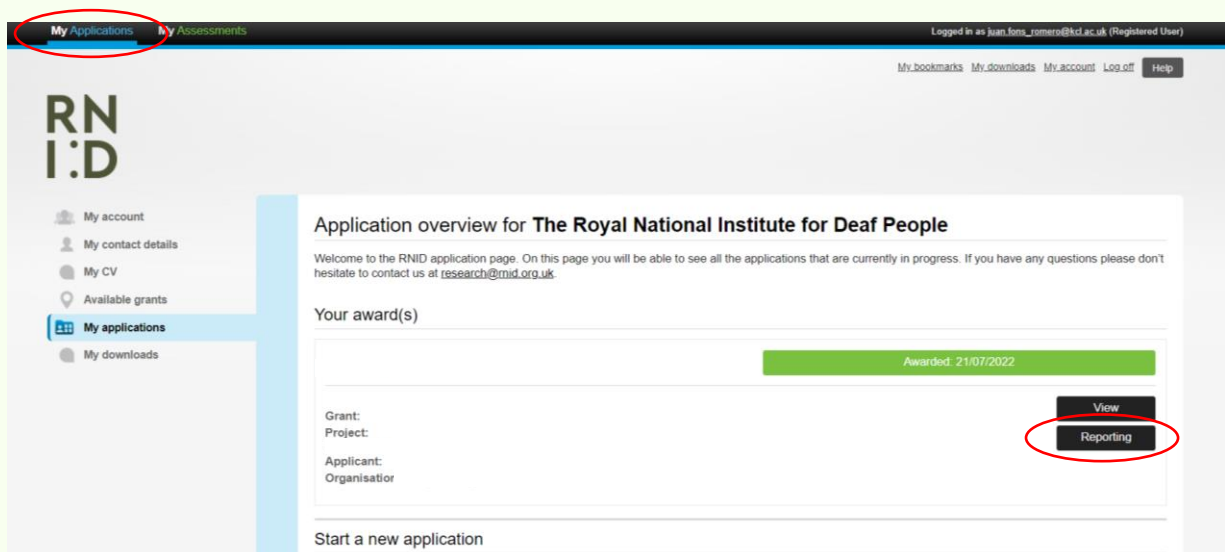 My Applications My Assessments Logged in as juan.fons_romero@kcl.ac.uk (Registered User)
My bookmarks My downloads My account Log off Help
RN
I:D
My account
My contact details
My CV
Available grants
My applications
My downloads
Application overview for The Royal National Institute for Deaf People
Welcome to the RNID application page. On this page you will be able to see all the applications that are currently in progress. If you have any questions please don't
hesitate to contact us at research@rnid.org.uk.
Your award(s)
Awarded: 21/07/2022
Grant:
View
Project:
Reporting
Applicant:
Organisation
Start a new application